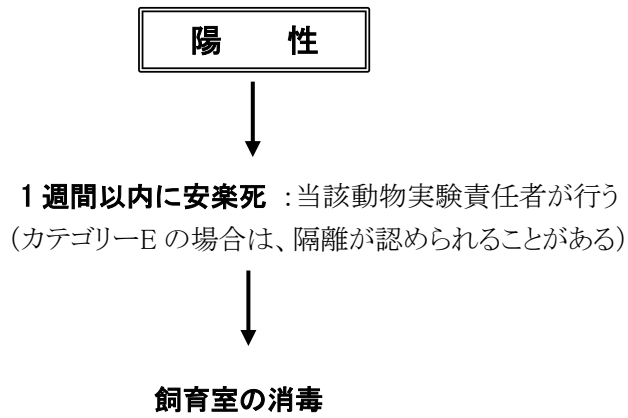 陽　　性
1週間以内に安楽死 :当該動物実験責任者が行う
(カテゴリーE の場合は、隔離が認められることがある)
飼育室の消毒